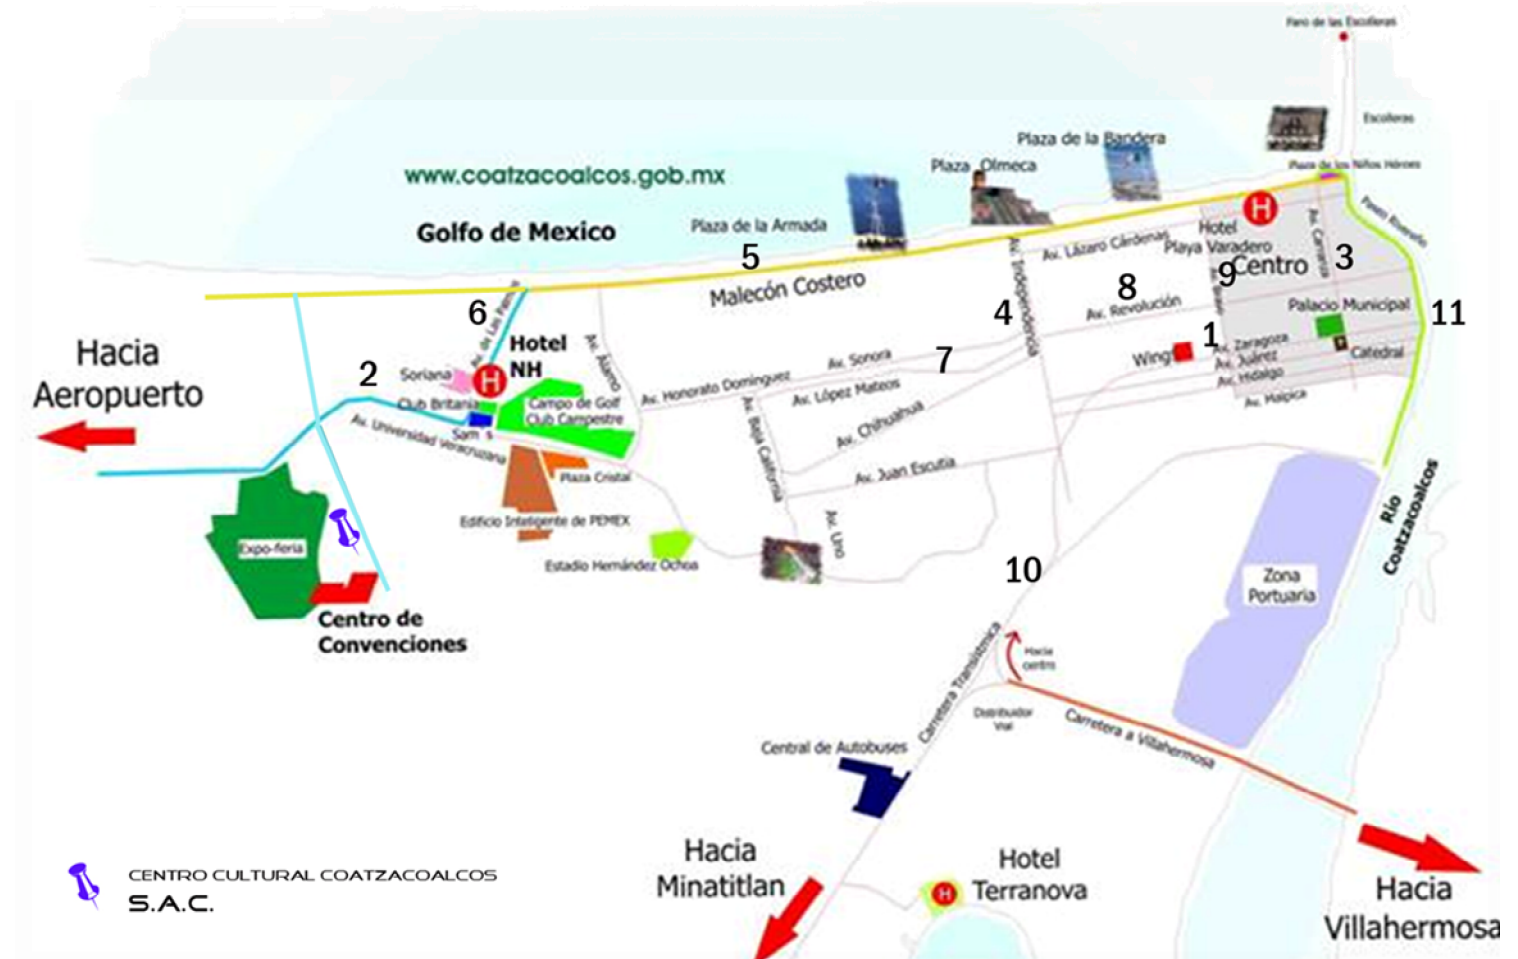 Faro de las Escolleras
Escolleras
Plaza de la Bandera
Plaza Olmeca
Plaza de los Niños Héroes
www.coatzacoalcos.gob.mx
Golfo de Mexico
Plaza de la Armada
Paseo Ribereño
Hotel
Playa Varadero
Av. Carranza
Av. Lázaro Cárdenas
Av. Independencia
5
3
9
Centro
Malecón Costero
8
Av. Bravo
6
4
Av. Revolución
Palacio Municipal
11
Av. de Las Palmas
Hacia
Aeropuerto
Hotel
NH
Av. Alamo
1
Av. Zaragoza
Av. Juárez
Av. Hidalgo
Catedral
Wings
7
Av. Sonora
2
Soriana
H
H
Av. Honorato Dominguez
Av. López Mateos
Av. Malpica
Club Britania
Campo de Golf
Club Campestre
Sam´s
Av. Universidad Veracruzana
Av. Baja California
Av. Chihuahua
Av. Juan Escutia
Plaza Cristal
Edificio Inteligente de PEMEX
Av. Uno
Río
Coatzacoalcos
Expo-feria
Estadio Hernández Ochoa
10
Zona
Portuaria
Centro de
Convenciones
Hacia
centro
Carretera Transístmica
Distribuidor
Vial
Carretera a Villahermosa
Central de Autobuses
Hacia
Minatitlan
Hotel
Terranova
H
Hacia
Villahermosa
CENTRO CULTURAL COATZACOALCOS
S.A.C.